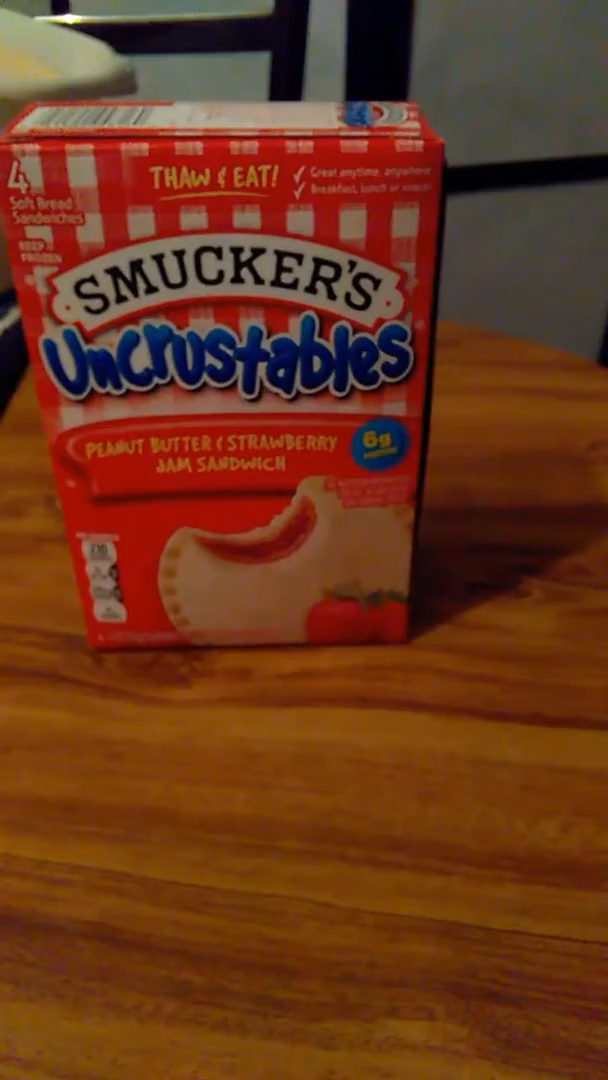 4
Soft Bread
Sandwiches
KEEP
FROZEN
THAW & EAT!
✓ Great anytime, anywhere
✓ Breakfast, lunch or snack
SMUCKER'S
Uncrustables
PEANUT BUTTER & STRAWBERRY
JAM SANDWICH
6g
210